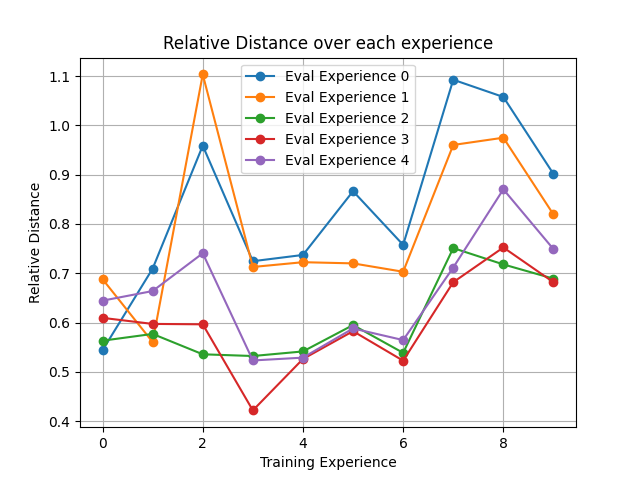 Relative Distance over each experience
Eval Experience 0
Eval Experience 1
Eval Experience 2
Eval Experience 3
Eval Experience 4
1.1
1.0
0.9
0.8
0.7
0.6
0.5
0.4
Relative Distance
0 2 4 6 8
Training Experience